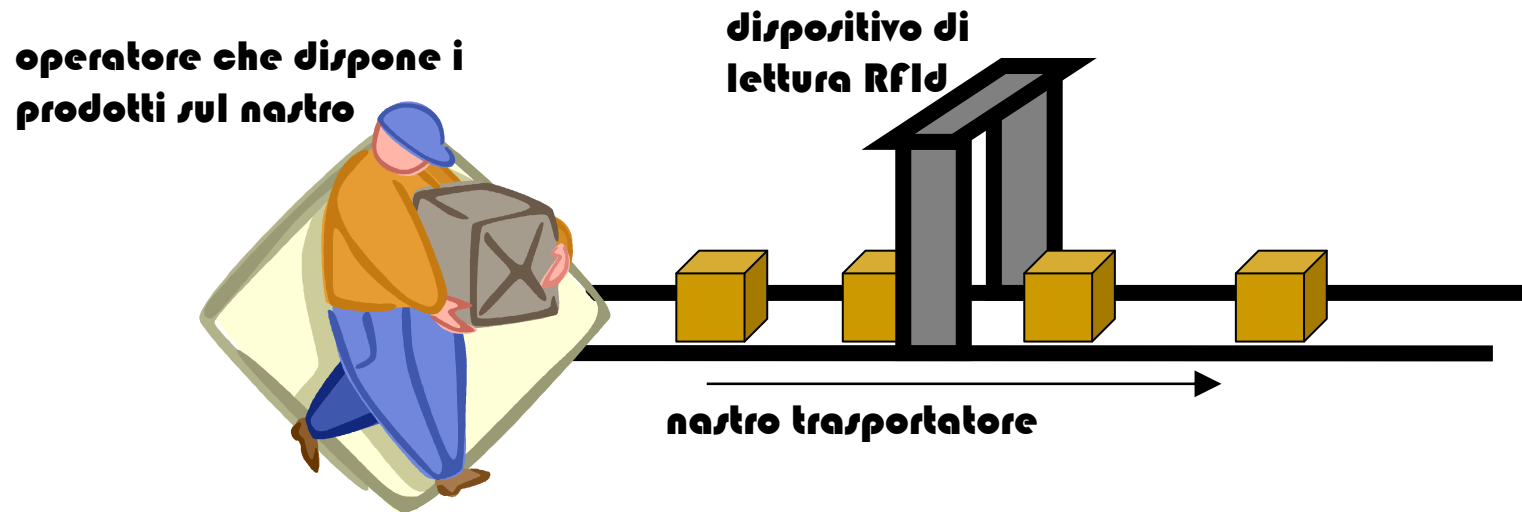 operatore che dispone i
prodotti sul nastro
dispositivo di
lettura RFId
nastro trasportatore